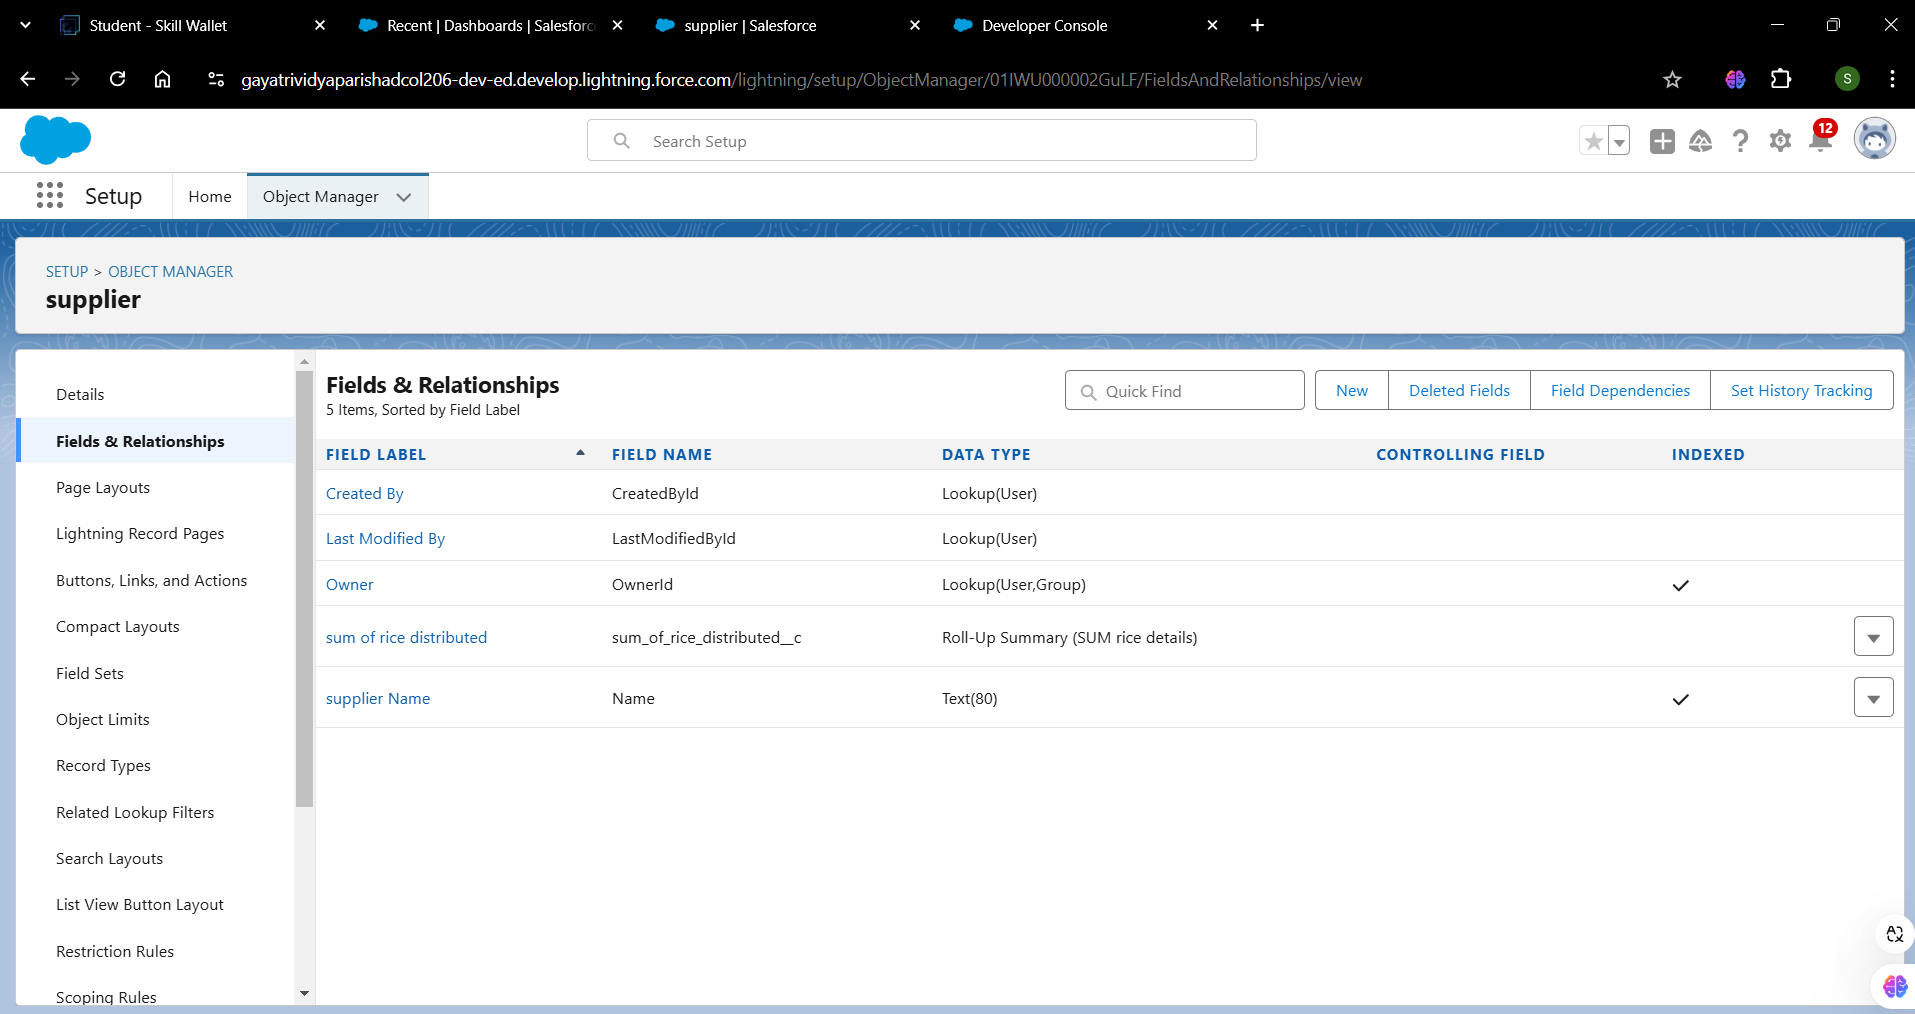 Student - Skill Wallet
Recent | Dashboards | Salesforc
supplier | Salesforce
Developer Console
gayatrividyaparishadcol206-dev-ed.develop.lightning.force.com/lightning/setup/ObjectManager/01IWU000002GuLF/FieldsAndRelationships/view
S
Search Setup
12
Setup
Home
Object Manager
SETUP > OBJECT MANAGER
supplier
Details
Fields & Relationships
Page Layouts
Lightning Record Pages
Buttons, Links, and Actions
Compact Layouts
Field Sets
Object Limits
Record Types
Related Lookup Filters
Search Layouts
List View Button Layout
Restriction Rules
Scoping Rules
Fields & Relationships
5 Items, Sorted by Field Label
Quick Find
New
Deleted Fields
Field Dependencies
Set History Tracking
FIELD LABEL FIELD NAME DATA TYPE CONTROLLING FIELD INDEXED
Created By CreatedById Lookup(User)
Last Modified By LastModifiedById Lookup(User)
Owner OwnerId Lookup(User,Group)
sum of rice distributed sum_of_rice_distributed__c Roll-Up Summary (SUM rice details)
supplier Name Name Text(80)